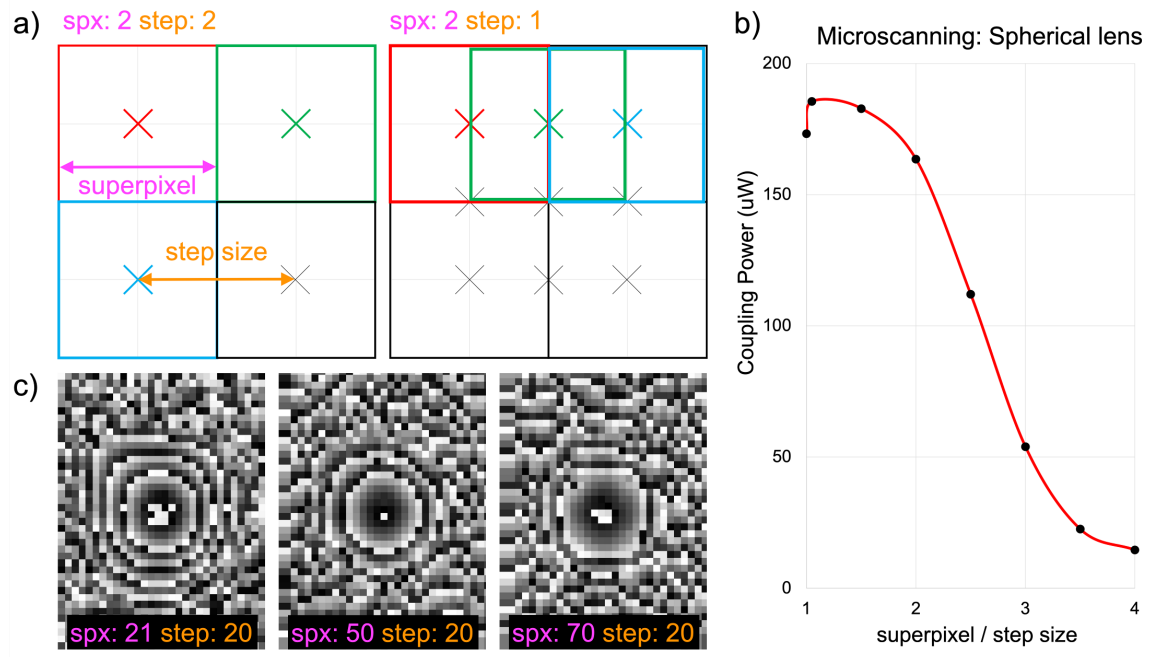 a)
spx: 2 step: 2
spx: 2 step: 1
superpixel
step size
b)
Microscanning: Spherical lens
200
150
100
50
0
Coupling Power (uW)
1 2 3 4
superpixel / step size
c)
spx: 21 step: 20
spx: 50 step: 20
spx: 70 step: 20